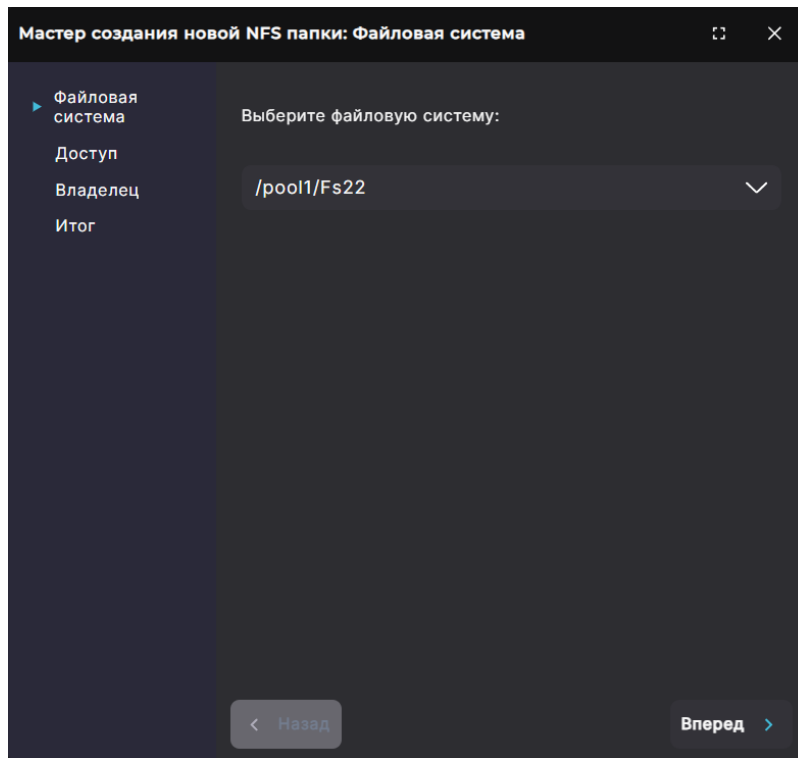 Мастер создания новой NFS папки: Файловая система
Файловая
система
Доступ
Владелец
Итог
Выберите файловую систему:
/pool1/Fs22
Назад
Вперед